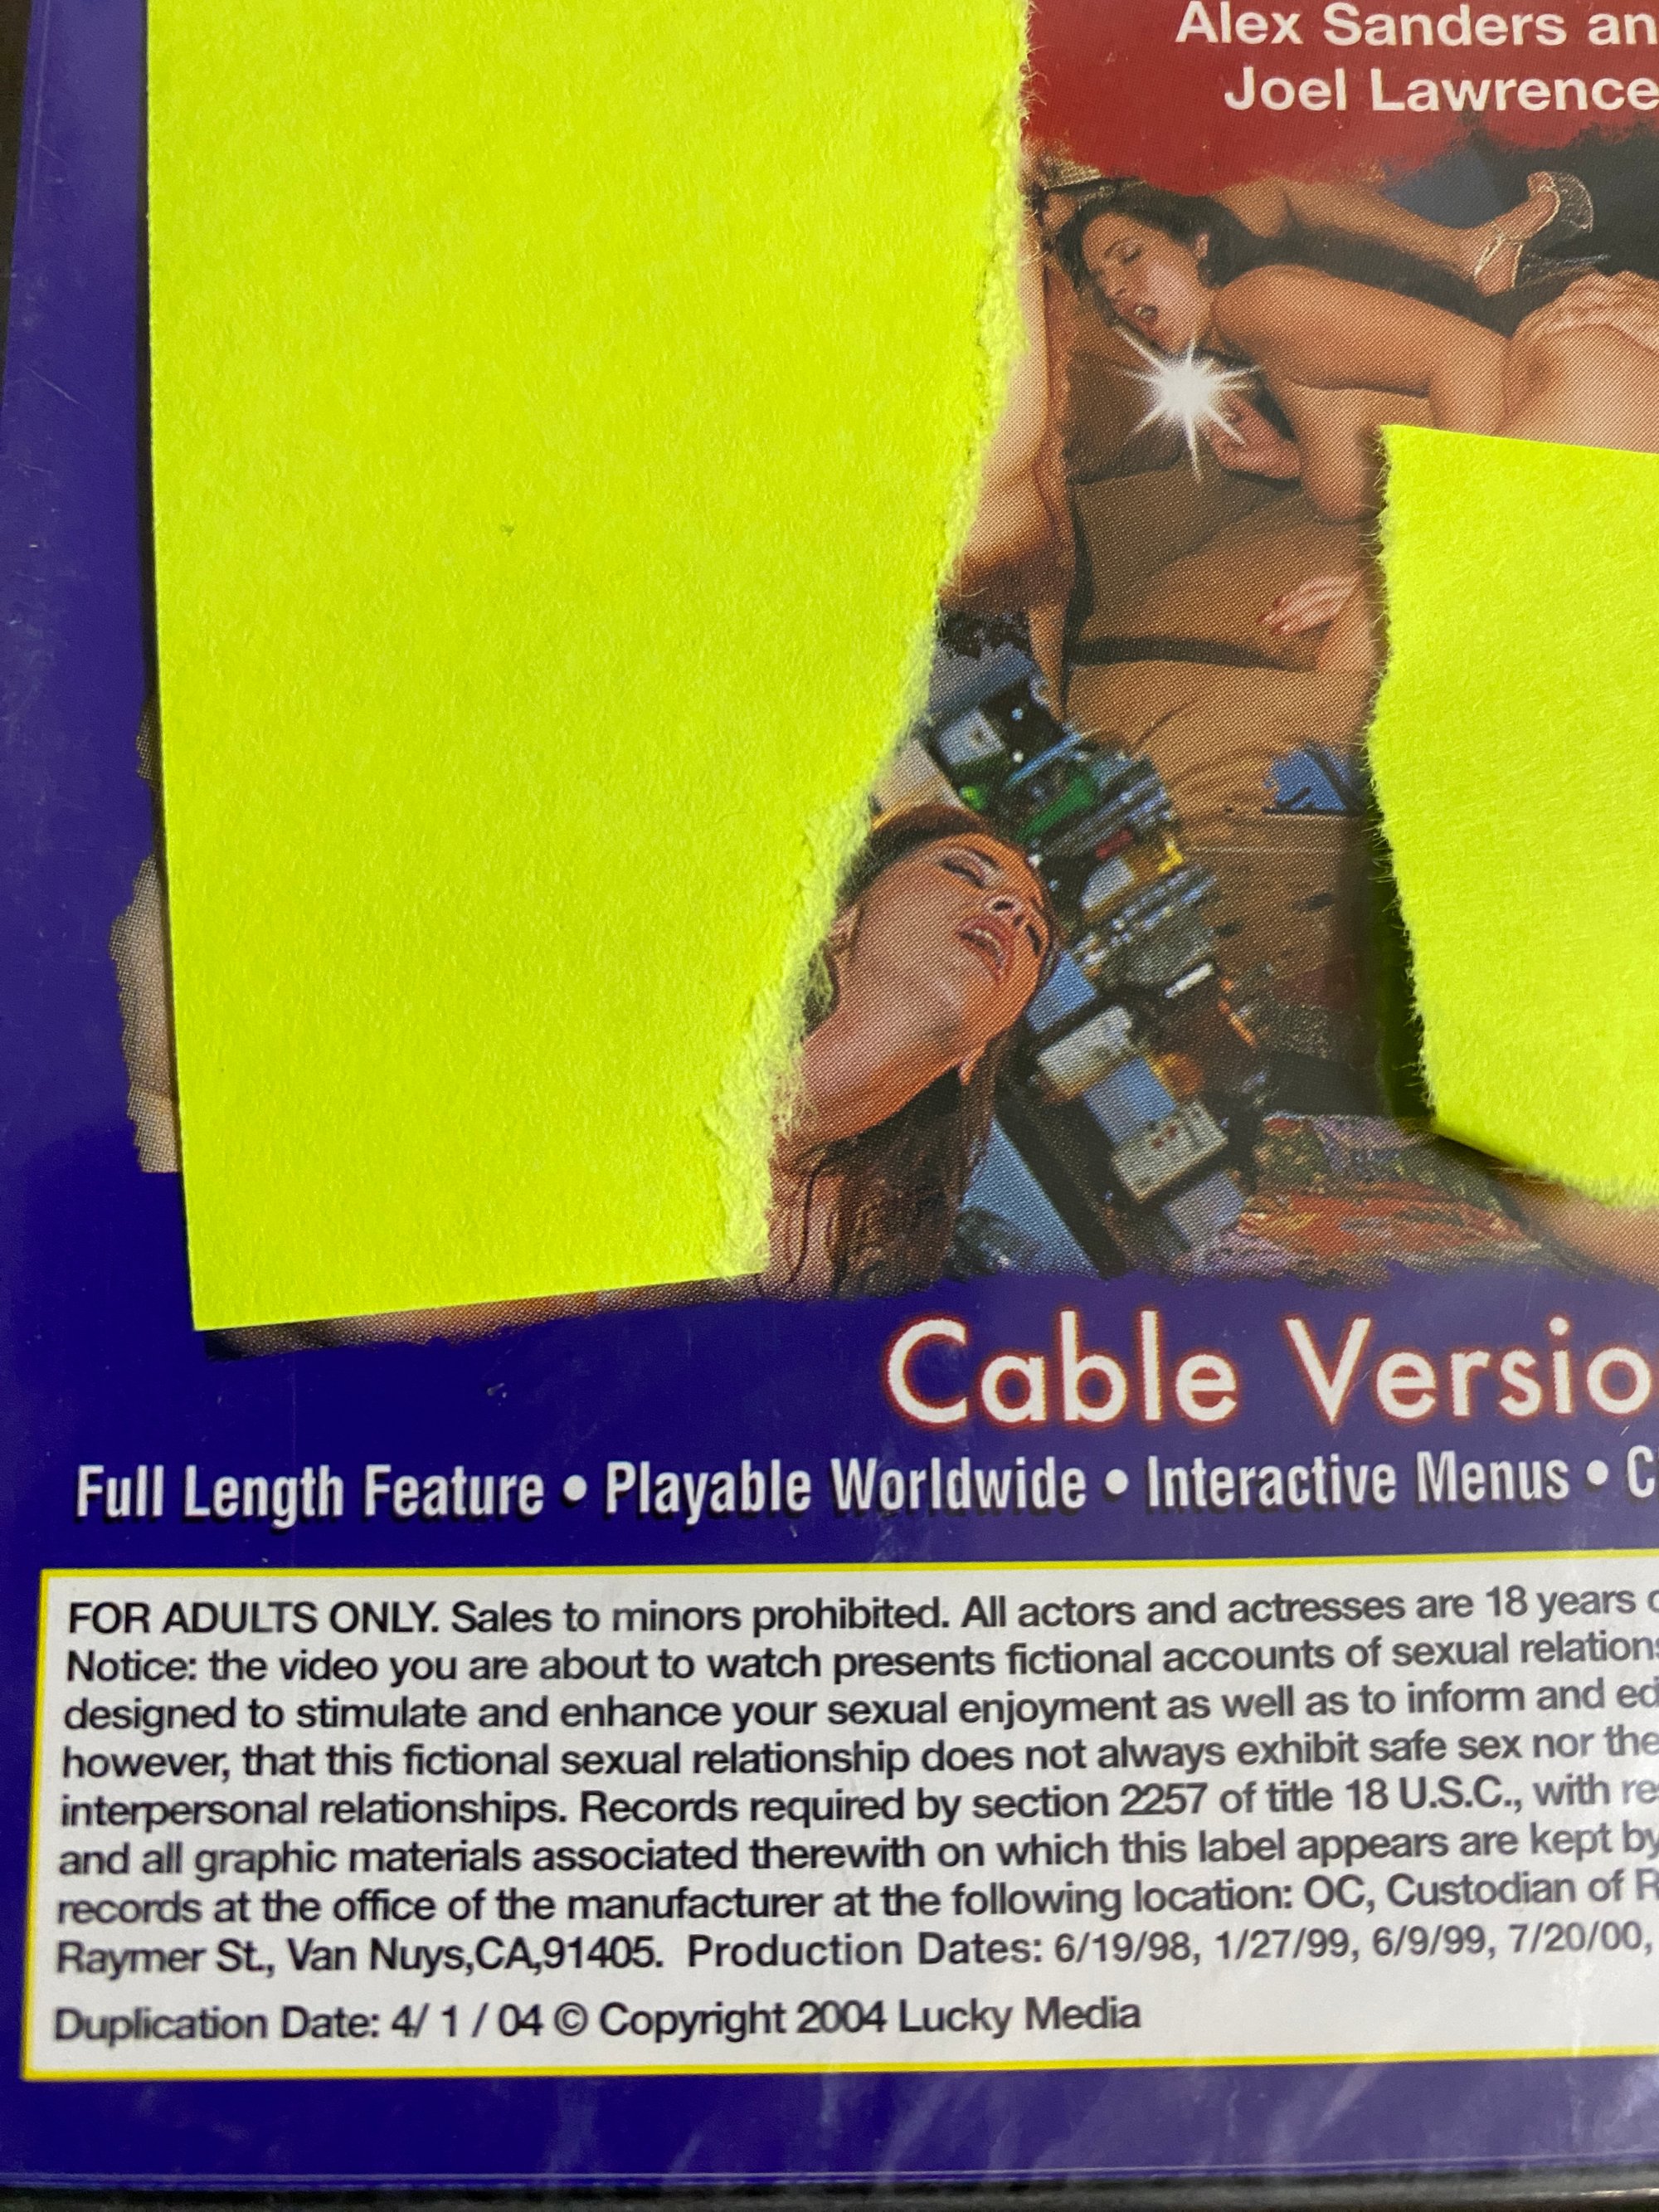 Alex Sanders an
Joel Lawrence
Cable Versio
Full Length Feature • Playable Worldwide • Interactive Menus • C
FOR ADULTS ONLY. Sales to minors prohibited. All actors and actresses are 18 years o
Notice: the video you are about to watch presents fictional accounts of sexual relations
designed to stimulate and enhance your sexual enjoyment as well as to inform and ed
however, that this fictional sexual relationship does not always exhibit safe sex nor the
interpersonal relationships. Records required by section 2257 of title 18 U.S.C., with re
and all graphic materials associated therewith on which this label appears are kept by
records at the office of the manufacturer at the following location: OC, Custodian of R
Raymer St., Van Nuys,CA,91405. Production Dates: 6/19/98, 1/27/99, 6/9/99, 7/20/00,
Duplication Date: 4/ 1 / 04 © Copyright 2004 Lucky Media